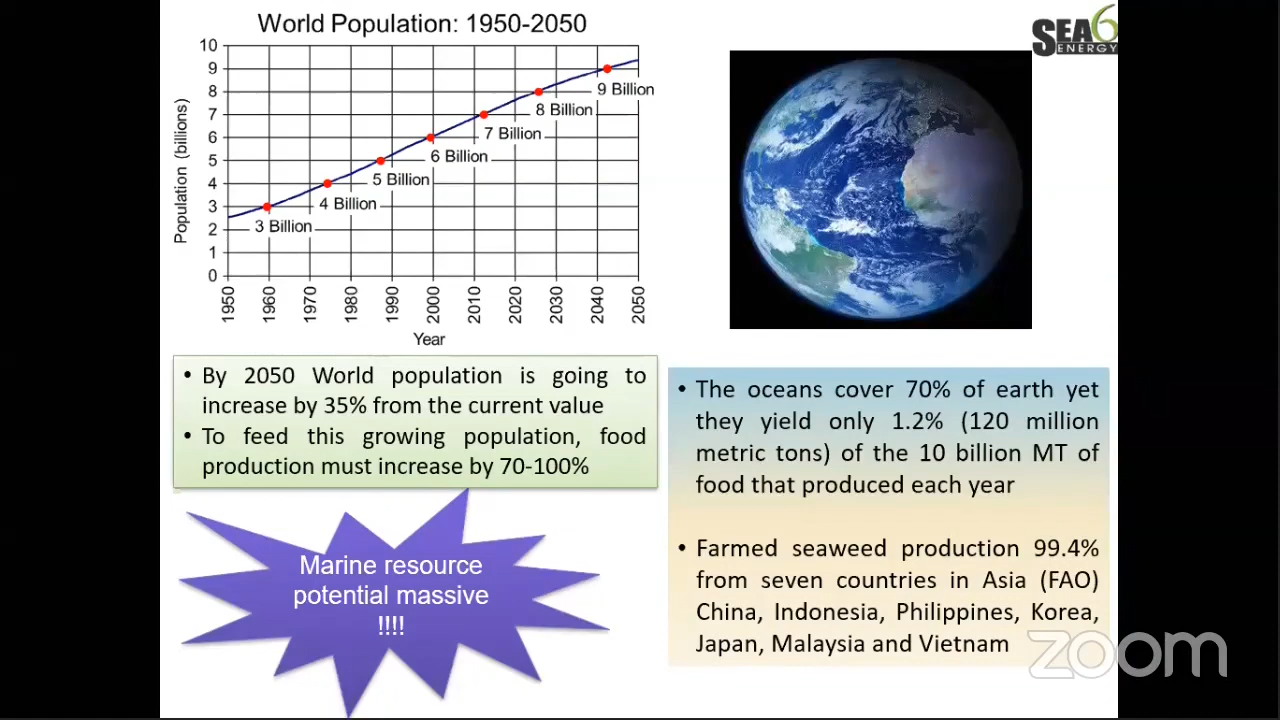 World Population: 1950-2050
SEA6
ENERGY
Population (billions)
10
9
8
7
6
5
4
3
2
1
0
3 Billion
4 Billion
5 Billion
6 Billion
7 Billion
8 Billion
9 Billion
1950
1960
1970
1980
1990
2000
2010
2020
2030
2040
2050
Year
• By 2050 World population is going to
increase by 35% from the current value
• To feed this growing population, food
production must increase by 70-100%
Marine resource
potential massive
!!!!
• The oceans cover 70% of earth yet
they yield only 1.2% (120 million
metric tons) of the 10 billion MT of
food that produced each year
• Farmed seaweed production 99.4%
from seven countries in Asia (FAO)
China, Indonesia, Philippines, Korea,
Japan, Malaysia and Vietnam
zoom